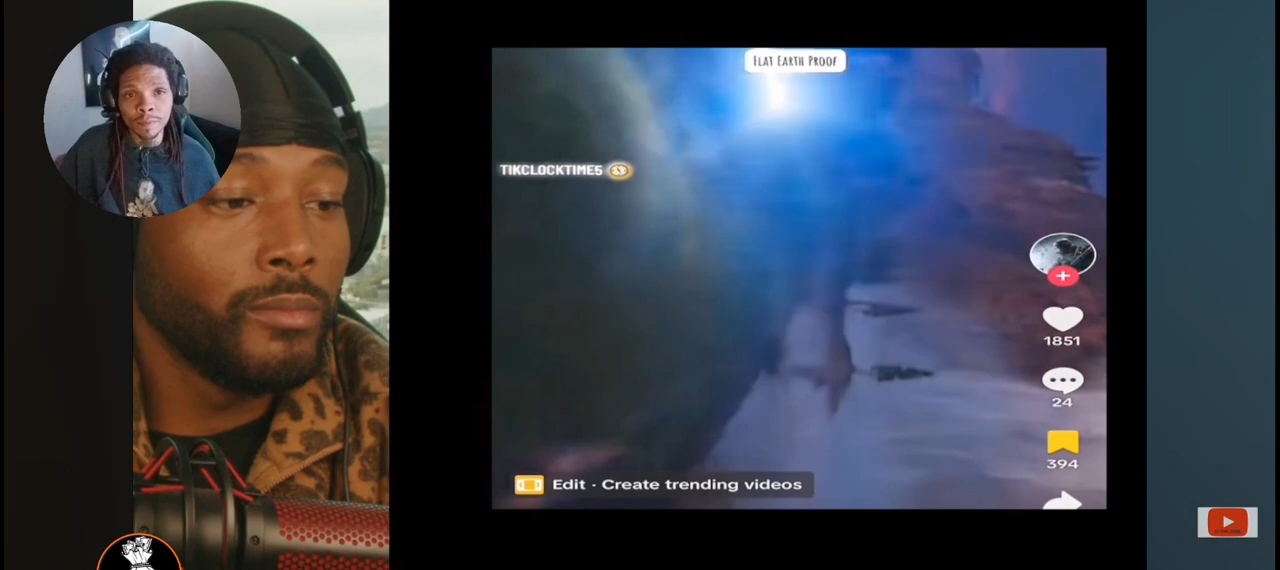 FLAT EARTH PROOF
TIKCLOCKTIME5
1851
24
394
Edit · Create trending videos